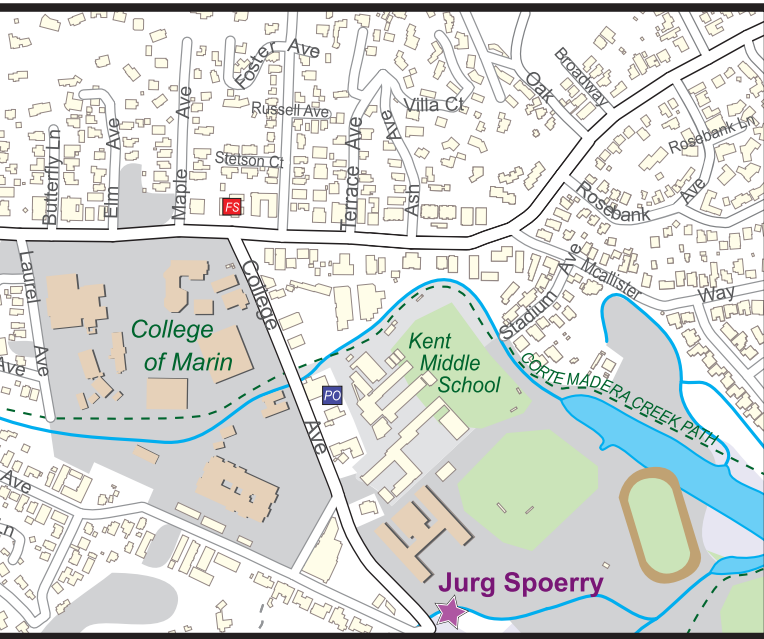 Foster Ave
Broadway
Oak
Villa Ct
Russell Ave
Rosebank Ln
Butterfly Ln
Elm Ave
Maple Ave
Stetson Ct
Terrace Ave
Ash Ave
FS
Rosebank Ave
Laurel Ave
College Ave
Stadium Ave
Mcallister
Way
College
of Marin
Kent
Middle
School
CORTE MADERA CREEK PATH
Ave
PO
Ave
Ln
Jurg Spoerry